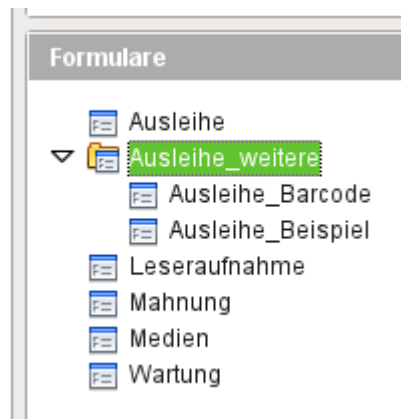 Formulare
Ausleihe
Ausleihe_weitere
Ausleihe_Barcode
Ausleihe_Beispiel
Leseraufnahme
Mahnung
Medien
Wartung